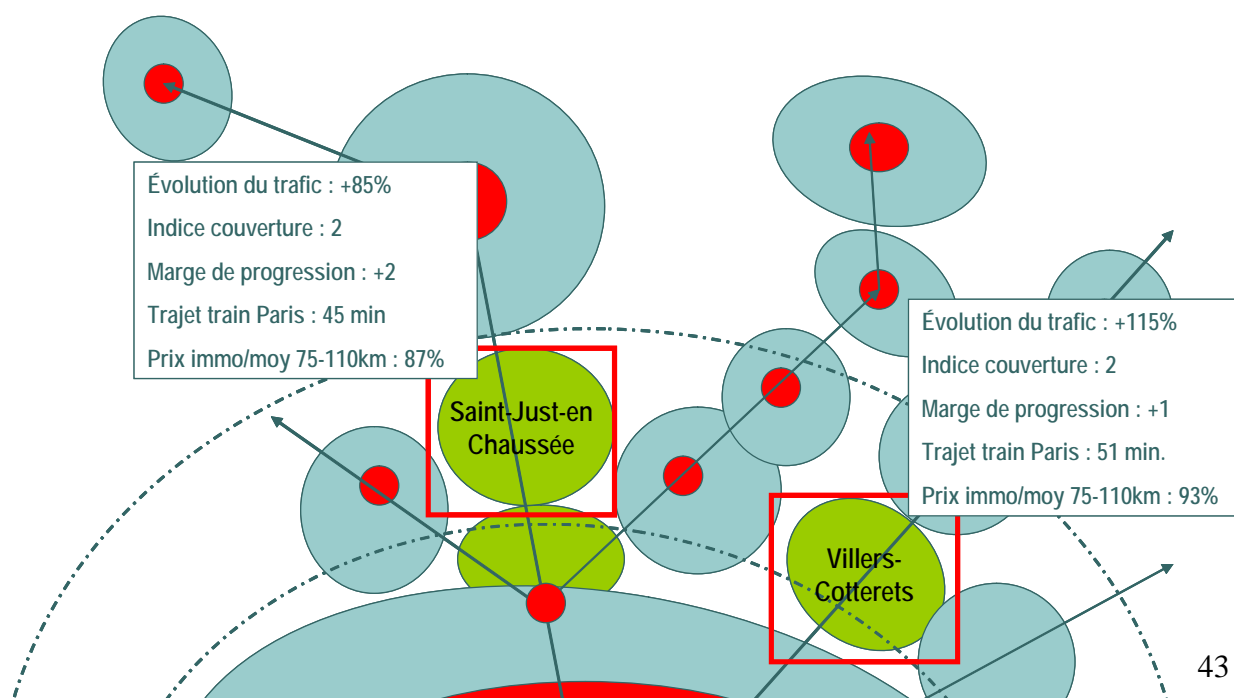 Évolution du trafic : +85%
Indice couverture : 2
Marge de progression : +2
Trajet train Paris : 45 min
Prix immo/moy 75-110km : 87%
Évolution du trafic : +115%
Indice couverture : 2
Marge de progression : +1
Trajet train Paris : 51 min.
Prix immo/moy 75-110km : 93%
Saint-Just-en
Chaussée
Villers-
Cotterets
43